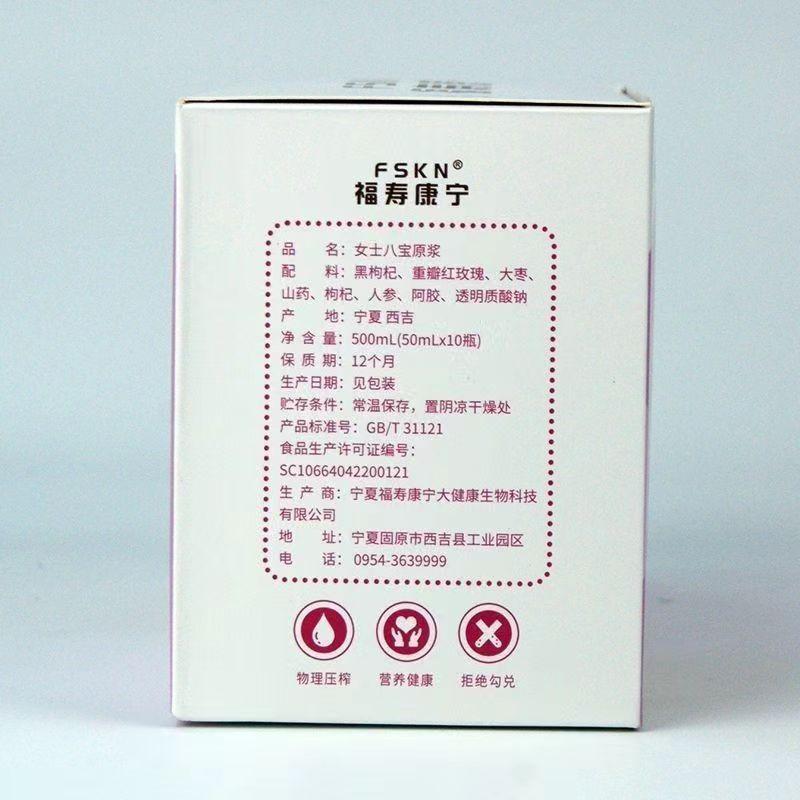 FSKN®
福寿康宁
品 名：女士八宝原浆
配 料：黑枸杞、重瓣红玫瑰、大枣、
山药、枸杞、人参、阿胶、透明质酸钠
产 地：宁夏 西吉
净 含 量：500mL(50mLx10瓶)
保 质 期：12个月
生产日期：见包装
贮存条件：常温保存，置阴凉干燥处
产品标准号：GB/T 31121
食品生产许可证编号：
SC10664042200121
生 产 商：宁夏福寿康宁大健康生物科技
有限公司
地 址：宁夏固原市西吉县工业园区
电 话：0954-3639999
物理压榨 营养健康 拒绝勾兑